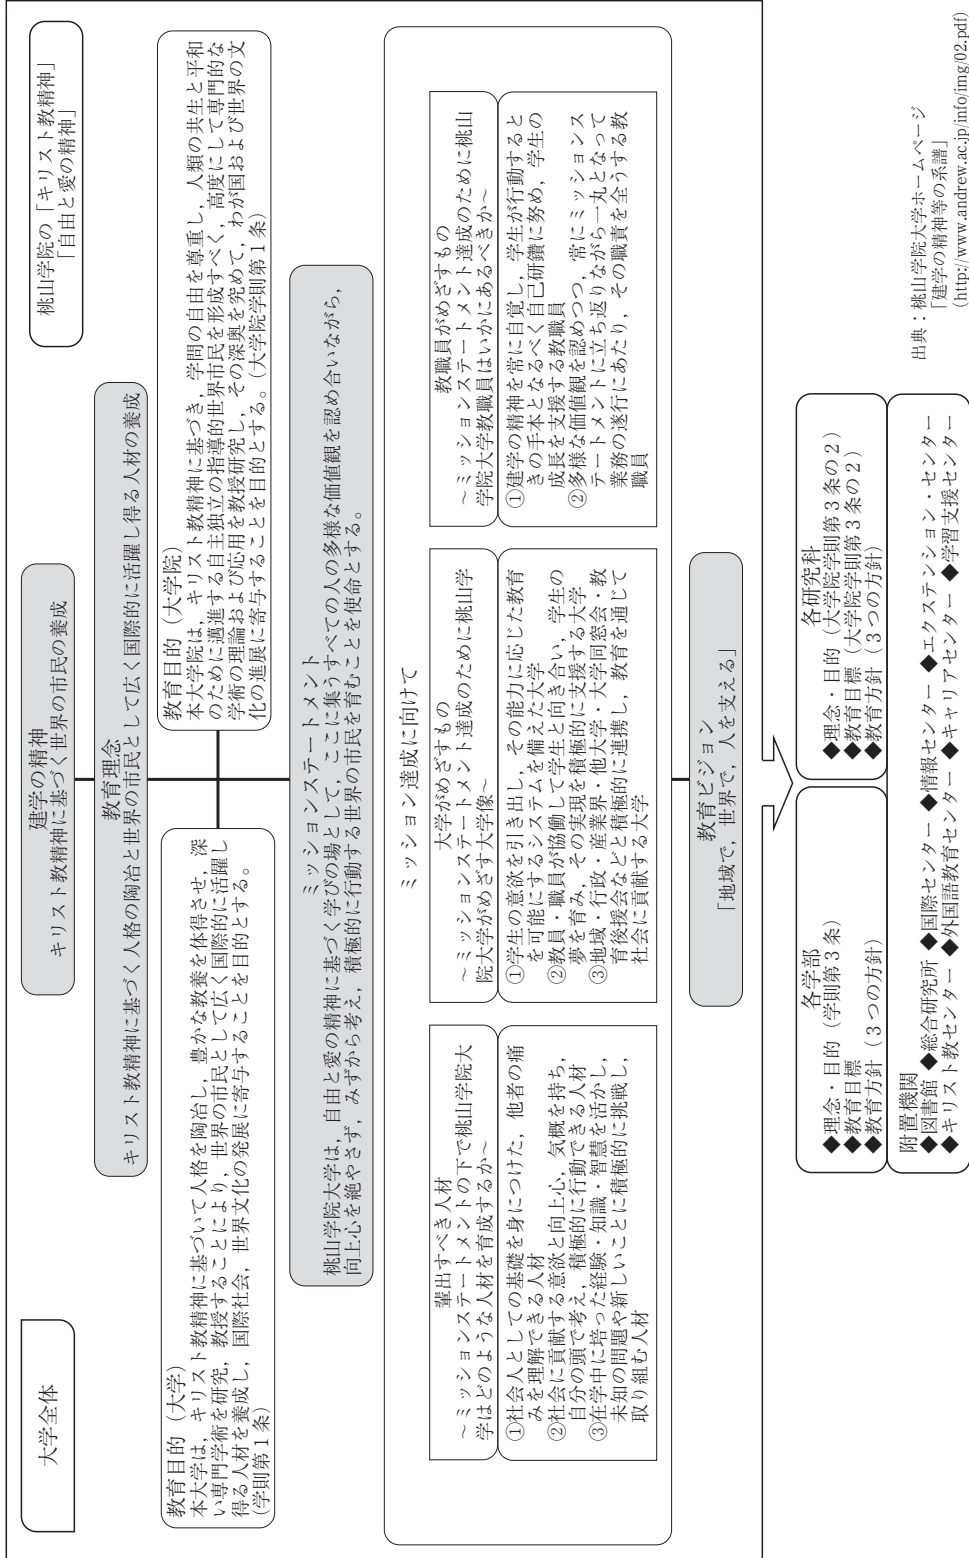 大学全体
桃山学院の「キリスト教精神」
「自由と愛の精神」
建学の精神
キリスト教精神に基づく世界の市民の養成
教育理念
キリスト教精神に基づく人格の陶冶と世界の市民として広く国際的に活躍し得る人材の養成
教育目的（大学）
本大学は，キリスト教精神に基づいて人格を陶冶し，豊かな教養を体得させ，深
い専門学術を研究，教授することにより，世界の市民として広く国際的に活躍し
得る人材を養成し，国際社会，世界文化の発展に寄与することを目的とする。
(学則第1条)
教育目的（大学院）
本大学院は，キリスト教精神に基づき，学問の自由を尊重し，人類の共生と平和
のために邁進する自主独立の指導的世界市民を形成すべく，高度にして専門的な
学術の理論および応用を教授研究し，その深奥を究めて，わが国および世界の文
化の進展に寄与することを目的とする。(大学院学則第1条)
ミッションステートメント
桃山学院大学は，自由と愛の精神に基づく学びの場として，ここに集うすべての人の多様な価値観を認め合いながら，
向上心を絶やさず，みずから考え，積極的に行動する世界の市民を育むことを使命とする。
ミッション達成に向けて
輩出すべき人材
～ミッションステートメントの下で桃山学院大
学はどのような人材を育成するか～
①社会人としての基礎を身につけた，他者の痛
みを理解できる人材
②社会に貢献する意欲と向上心，気概を持ち，
自分の頭で考え，積極的に行動できる人材
③在学中に培った経験・知識・智慧を活かし，
未知の問題や新しいことに積極的に挑戦し，
取り組む人材
大学がめざすもの
～ミッションステートメント達成のために桃山学
院大学がめざす大学像～
①学生の意欲を引き出し，その能力に応じた教育
を可能にするシステムを備えた大学
②教員・職員が協働して学生と向き合い，学生の
夢を育み，その実現を積極的に支援する大学
③地域・行政・産業界・他大学・大学同窓会・教
育後援会などと積極的に連携し，教育を通じて
社会に貢献する大学
教職員がめざすもの
～ミッションステートメント達成のために桃山
学院大学教職員はいかにあるべきか～
①建学の精神を常に自覚し，学生が行動すると
きの手本となるべく自己研鑽に努め，学生の
成長を支援する教職員
②多様な価値観を認めつつ，常にミッションス
テートメントに立ち返りながら一丸となって
業務の遂行にあたり，その職責を全うする教
職員
教育ビジョン
「地域で，世界で，人を支える」
各学部
◆理念・目的（学則第3条）
◆教育目標
◆教育方針（3つの方針）
各研究科
◆理念・目的（大学院学則第3条の2）
◆教育目標（大学院学則第3条の2）
◆教育方針（3つの方針）
附置機関
◆図書館 ◆総合研究所 ◆国際センター ◆情報センター ◆エクステンション・センター
◆キリスト教センター ◆外国語教育センター ◆キャリアセンター ◆学習支援センター
出典：桃山学院大学ホームページ
「建学の精神等の系譜」
(http://www.andrew.ac.jp/info/img/02.pdf)